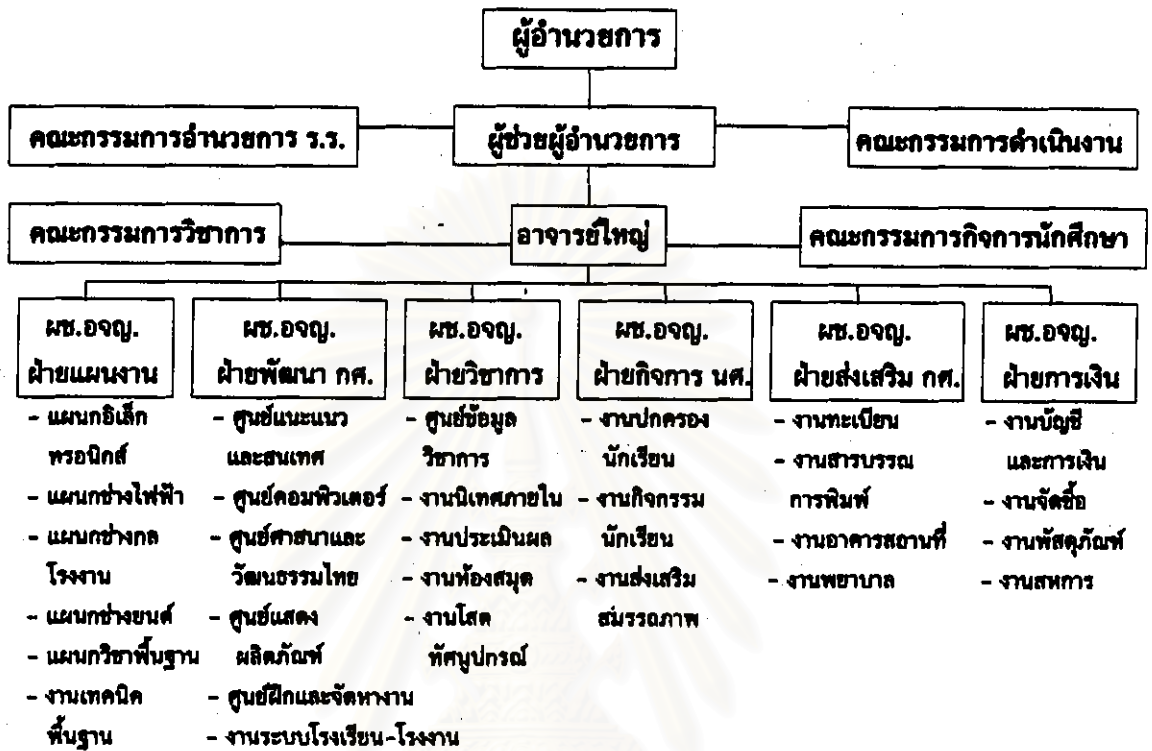 ผู้อำนวยการ
คณะกรรมการอำนวยการ ร.ร.
ผู้ช่วยผู้อำนวยการ
คณะกรรมการดำเนินงาน
คณะกรรมการวิชาการ
อาจารย์ใหญ่
คณะกรรมการกิจการนักศึกษา
ผช.อจญ.
ฝ่ายแผนงาน
- แผนกอิเล็ก
ทรอนิกส์
- แผนกช่างไฟฟ้า
- แผนกช่างกล
โรงงาน
- แผนกช่างยนต์
- แผนกวิชาพื้นฐาน
- งานเทคนิค
พื้นฐาน
ผช.อจญ.
ฝ่ายพัฒนา กศ.
- ศูนย์แนะแนว
และสนเทศ
- ศูนย์คอมพิวเตอร์
- ศูนย์ศาสนาและ
วัฒนธรรมไทย
- ศูนย์แสดง
ผลิตภัณฑ์
- ศูนย์ฝึกและจัดหางาน
- งานระบบโรงเรียน-โรงงาน
ผช.อจญ.
ฝ่ายวิชาการ
- ศูนย์ข้อมูล
วิชาการ
- งานนิเทศภายใน
- งานประเมินผล
- งานห้องสมุด
- งานโสต
ทัศนูปกรณ์
ผช.อจญ.
ฝ่ายกิจการ นศ.
- งานปกครอง
นักเรียน
- งานกิจกรรม
นักเรียน
- งานส่งเสริม
สมรรถภาพ
ผช.อจญ.
ฝ่ายส่งเสริม กศ.
- งานทะเบียน
- งานสารบรรณ
การพิมพ์
- งานอาคารสถานที่
- งานพยาบาล
ผช.อจญ.
ฝ่ายการเงิน
- งานบัญชี
และการเงิน
- งานจัดซื้อ
- งานพัสดุภัณฑ์
- งานสหการ